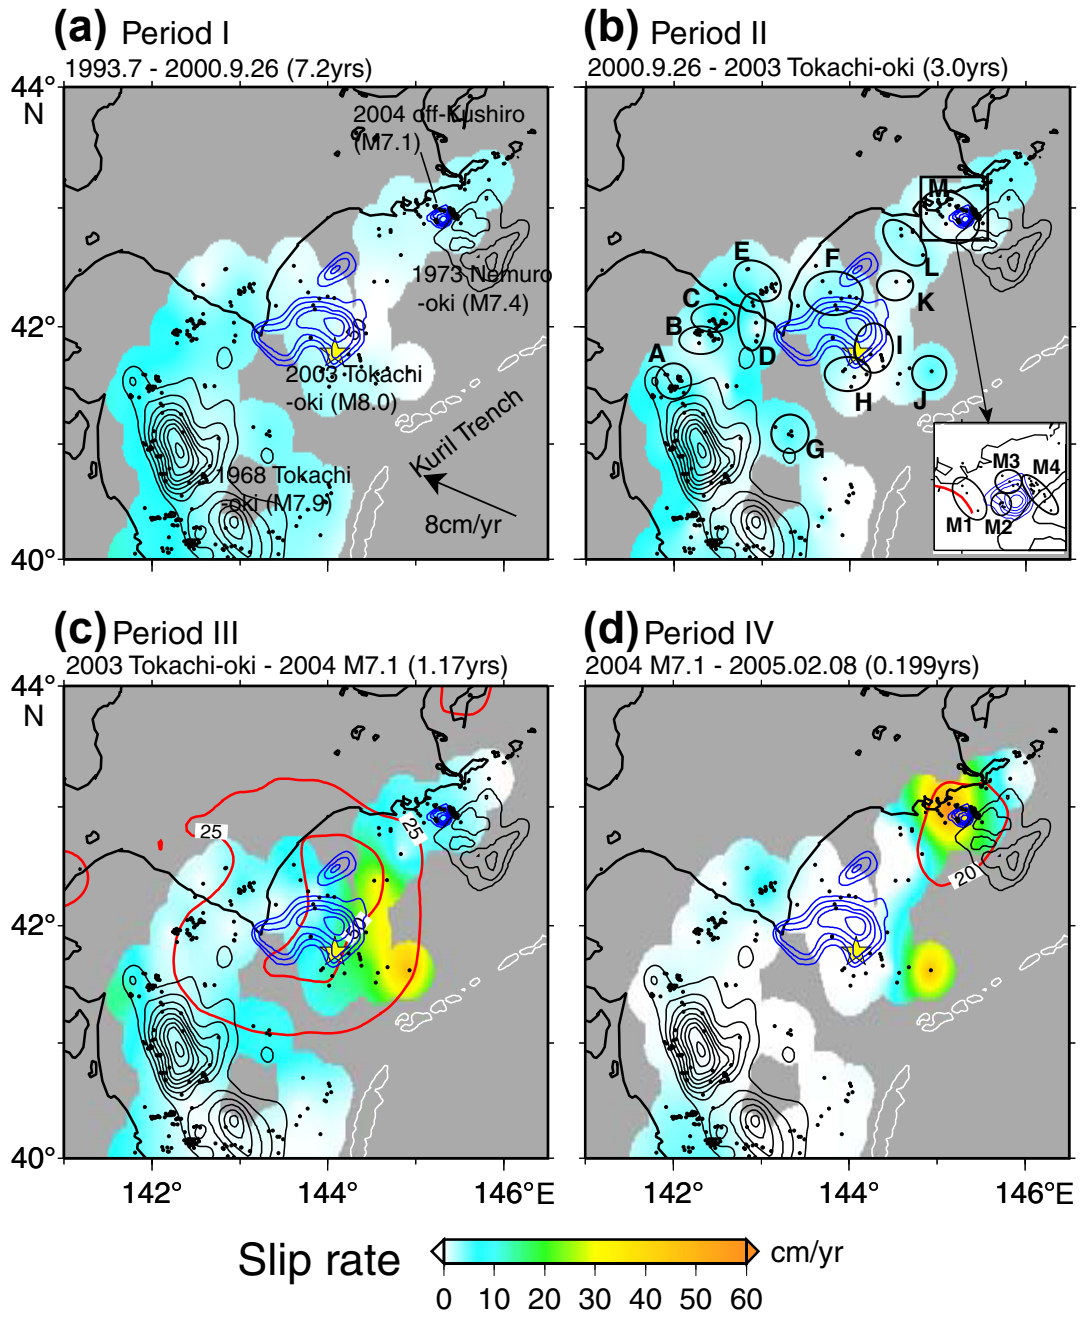 (a) Period I
1993.7 - 2000.9.26 (7.2yrs)
44°
N
42°
40°
2004 off-Kushiro
(M7.1)
1973 Nemuro
-oki (M7.4)
2003 Tokachi
-oki (M8.0)
Kuril Trench
1968 Tokachi
-oki (M7.9)
8cm/yr
(b) Period II
2000.9.26 - 2003 Tokachi-oki (3.0yrs)
M
E
F
L
C
K
B
D
I
A
H
J
G
M3
M4
M1
M2
(c) Period III
2003 Tokachi-oki - 2004 M7.1 (1.17yrs)
44°
N
42°
40°
25
25
50
142°
144°
146°E
(d) Period IV
2004 M7.1 - 2005.02.08 (0.199yrs)
20
142°
144°
146°E
Slip rate
cm/yr
0 10 20 30 40 50 60